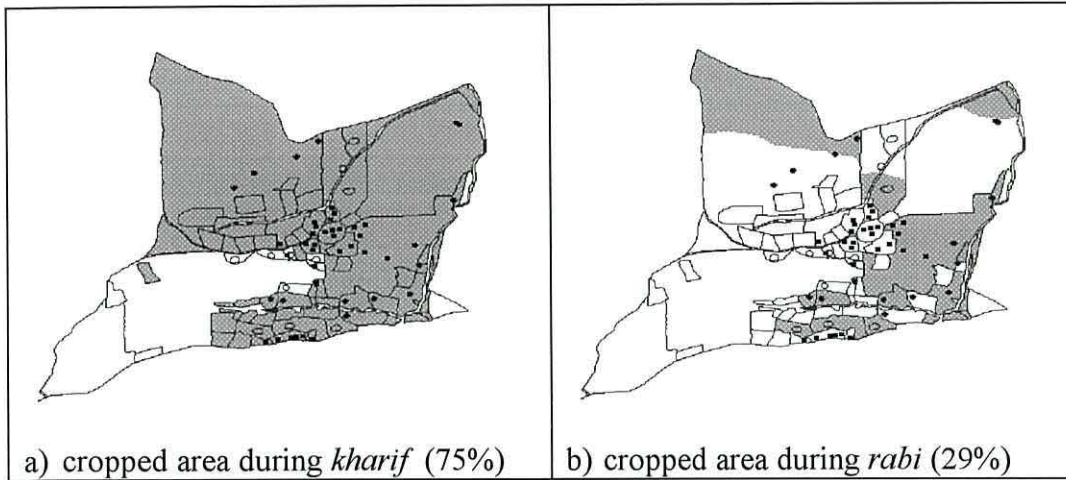 a) cropped area during kharif (75%)
b) cropped area during rabi (29%)